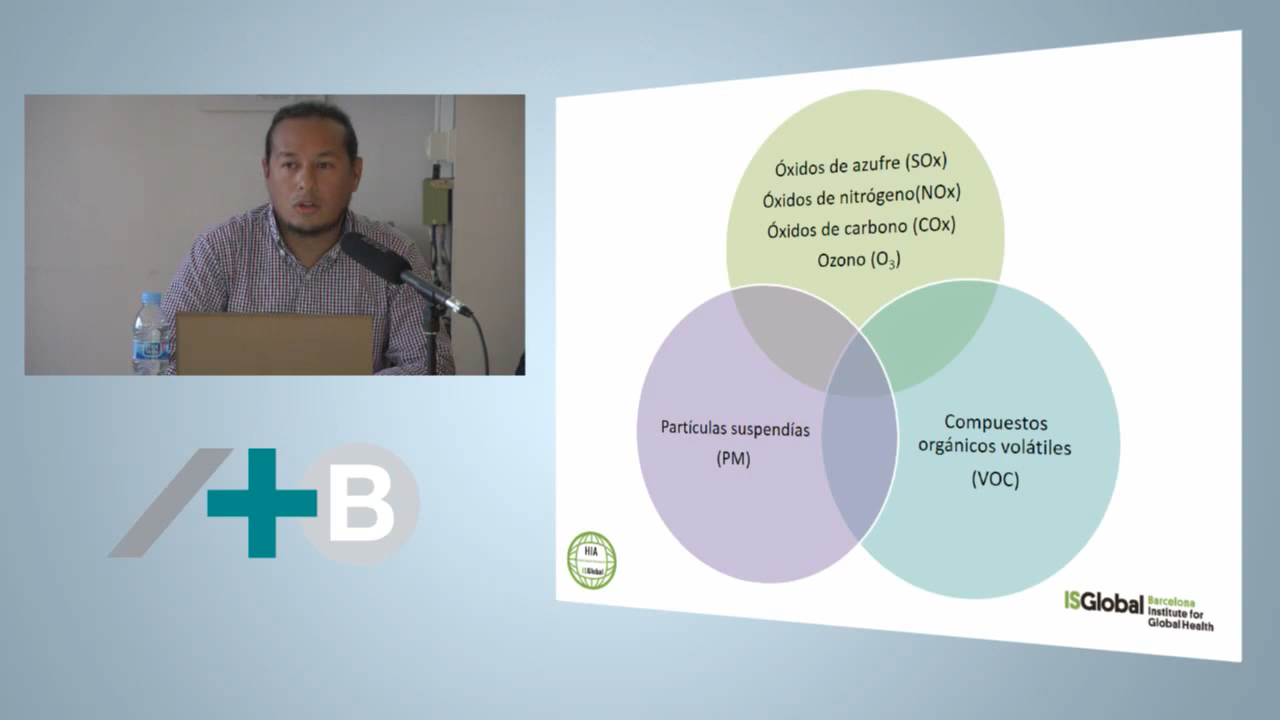 Óxidos de azufre (SOx)
Óxidos de nitrógeno(NOx)
Óxidos de carbono (COx)
Ozono (O₃)
Partículas suspendías
(PM)
Compuestos
orgánicos volátiles
(VOC)
B
HIA
ISGlobal
ISGlobal
Barcelona
Institute for
Global Health